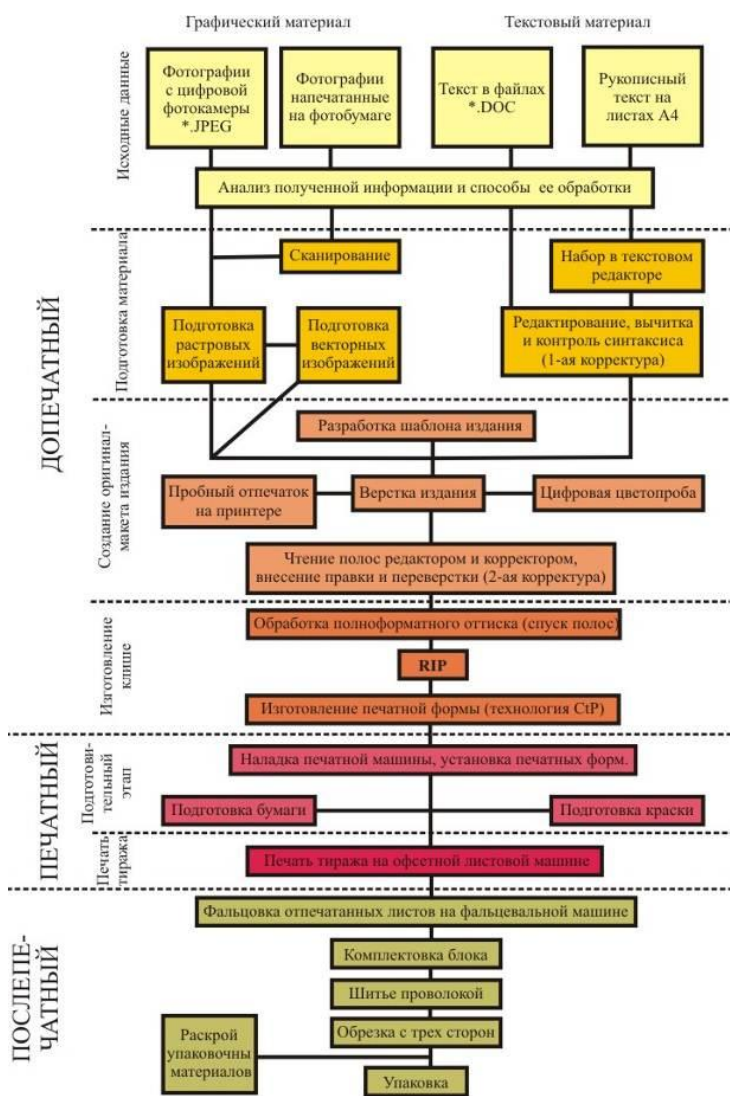 Графический материал
Текстовый материал
Исходные данные
Фотографии
с цифровой
фотокамеры
*.JPEG
Фотографии
напечатанные
на фотобумаге
Текст в файлах
*.DOC
Рукописный
текст на
листах А4
Анализ полученной информации и способы ее обработки
ДОПЕЧАТНЫЙ
Подготовка материала
Сканирование
Набор в текстовом
редакторе
Подготовка
растровых
изображений
Подготовка
векторных
изображений
Редактирование, вычитка
и контроль синтаксиса
(1-ая корректура)
Создание оригинал-
макета издания
Разработка шаблона издания
Пробный отпечаток
на принтере
Верстка издания
Цифровая цветопроба
Чтение полос редактором и корректором,
внесение правки и переверстки (2-ая корректура)
Изготовление
клише
Обработка полноформатного оттиска (спуск полос)
RIP
Изготовление печатной формы (технология CtP)
ПЕЧАТНЫЙ
Подготови-
тельный
этап
Наладка печатной машины, установка печатных форм.
Подготовка бумаги
Подготовка краски
Печать
тиража
Печать тиража на офсетной листовой машине
ПОСЛЕПЕ-
ЧАТНЫЙ
Фальцовка отпечатанных листов на фальцевальной машине
Комплектовка блока
Шитье проволокой
Обрезка с трех сторон
Раскрой
упаковочны
материалов
Упаковка